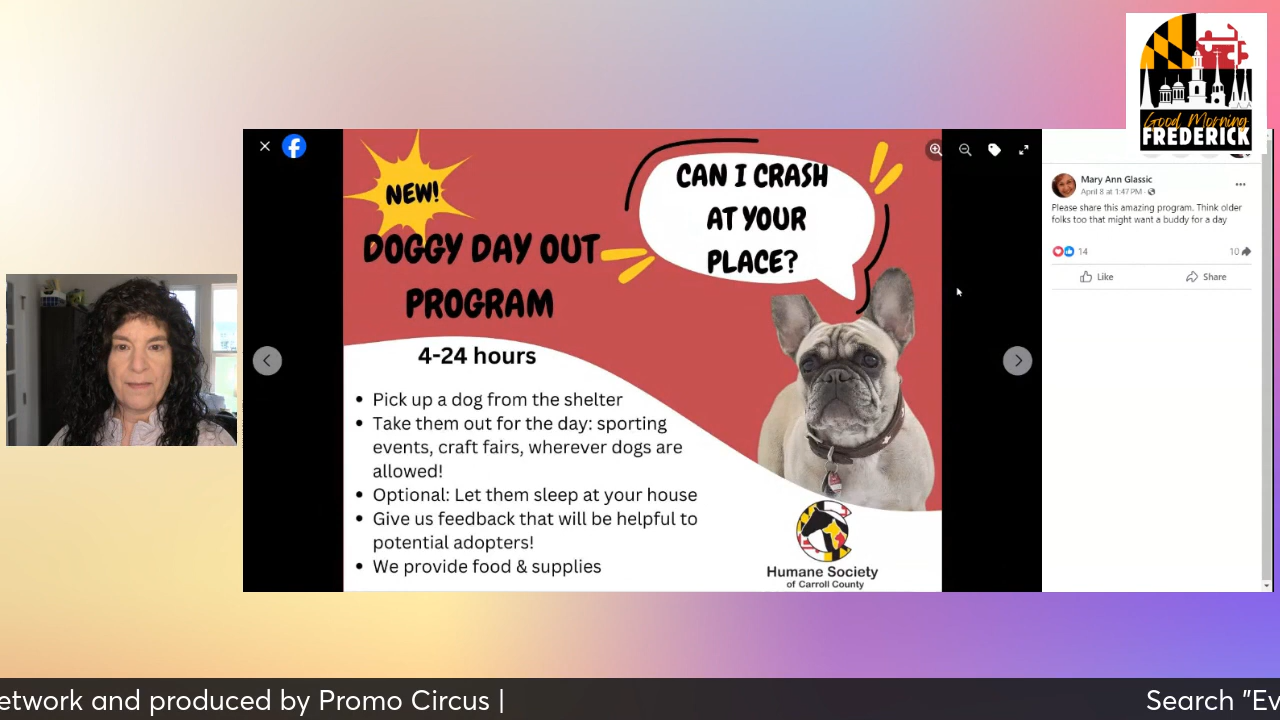 Good Morning
FREDERICK
NEW!
DOGGY DAY OUT
PROGRAM
CAN I CRASH
AT YOUR
PLACE?
4-24 hours
• Pick up a dog from the shelter
• Take them out for the day: sporting
events, craft fairs, wherever dogs are
allowed!
• Optional: Let them sleep at your house
• Give us feedback that will be helpful to
potential adopters!
• We provide food & supplies
Humane Society
of Carroll County
Mary Ann Glassic
April 8 at 1:47 PM ·
Please share this amazing program. Think older
folks too that might want a buddy for a day
14
10
Like
Share
etwork and produced by Promo Circus |
Search "Ev